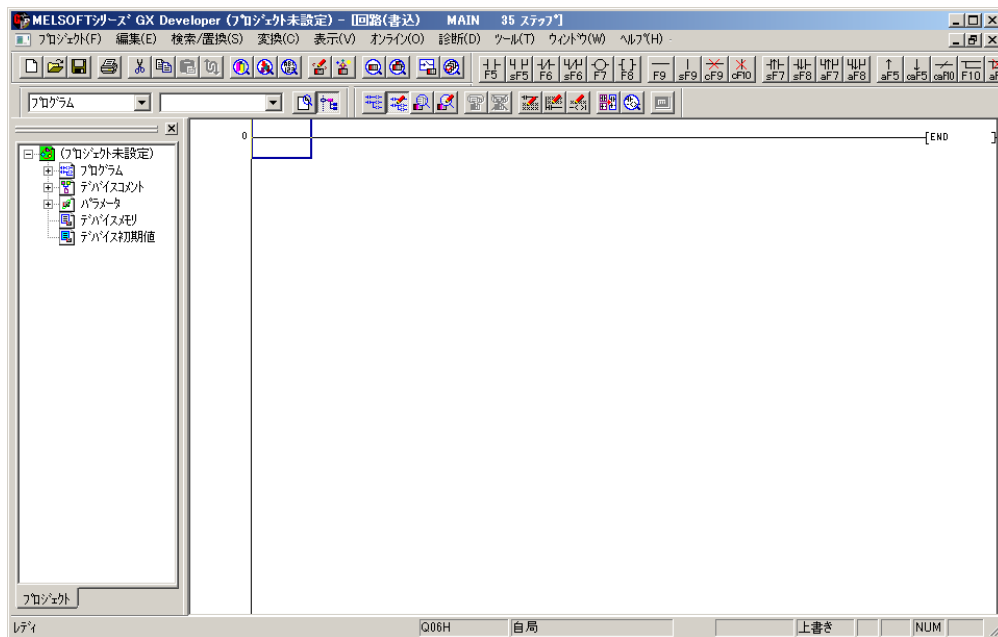 MELSOFTシリーズ GX Developer (プロジェクト未設定) - [回路(書込)　MAIN　35 ステップ]
プロジェクト(F) 編集(E) 検索/置換(S) 変換(C) 表示(V) オンライン(O) 診断(D) ツール(T) ウィンドウ(W) ヘルプ(H)
F5 sF5 F6 sF6 F7 F8 F9 sF9 cF9 cF10 sF7 sF8 aF7 aF8 aF5 caF5 caF10 F10
プログラム
(プロジェクト未設定)
プログラム
デバイスコメント
パラメータ
デバイスメモリ
デバイス初期値
0 [END ]
プロジェクト
レディ Q06H 自局 上書き NUM